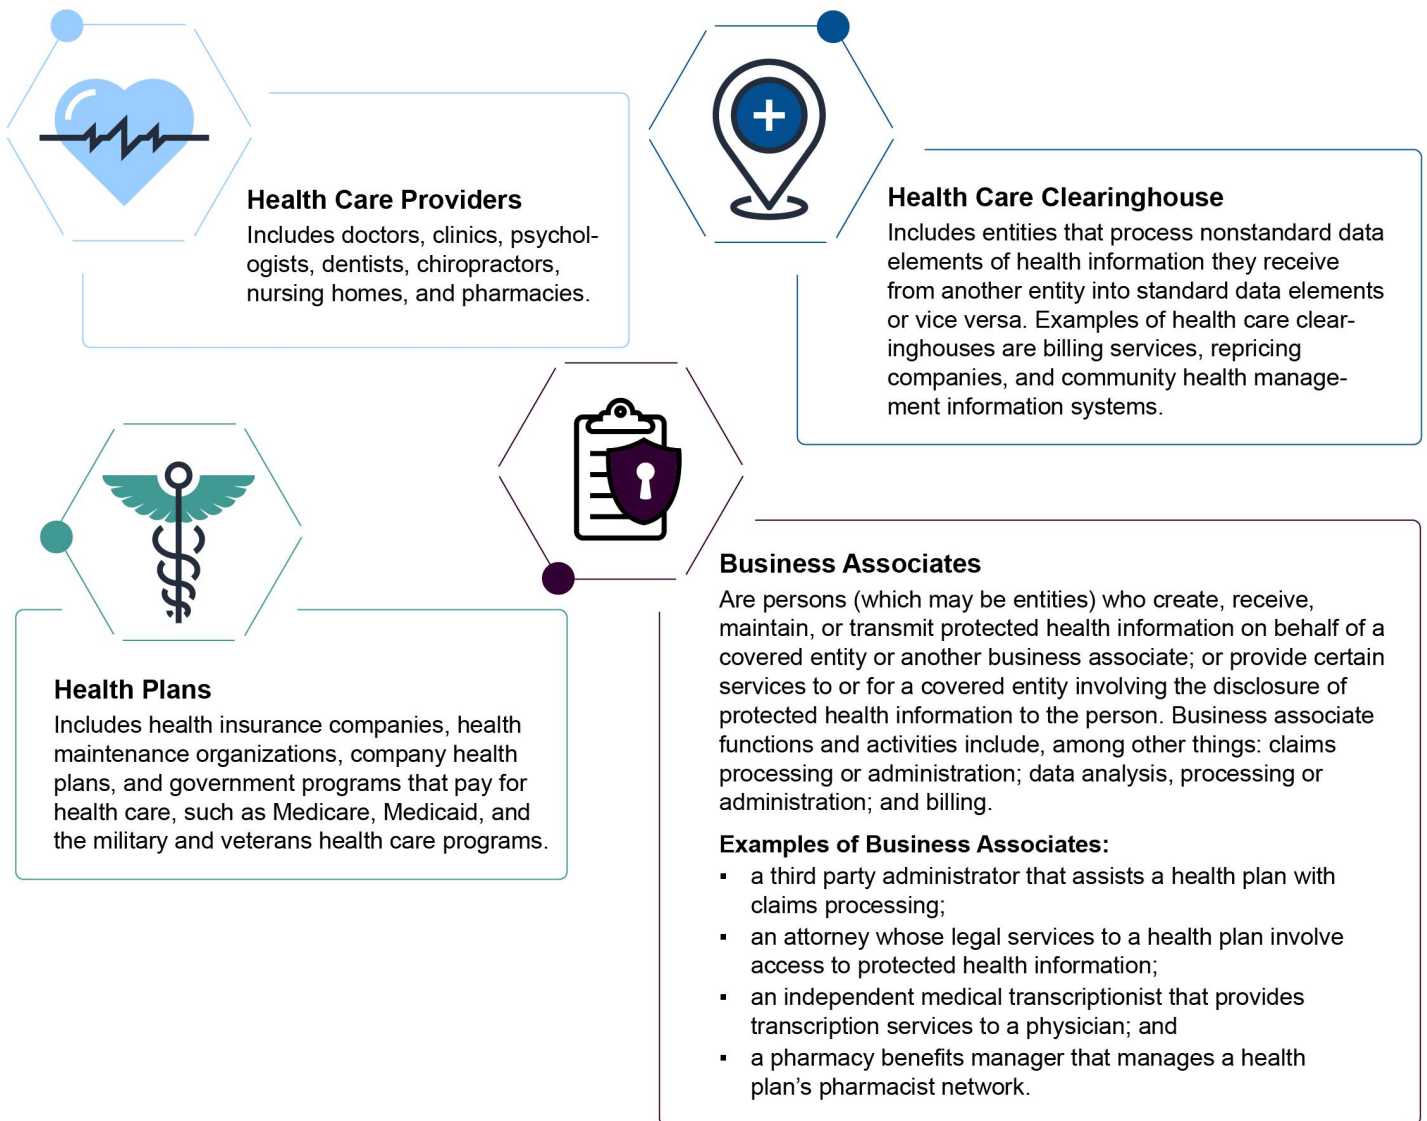 Health Care Providers
Includes doctors, clinics, psychol-
ogists, dentists, chiropractors,
nursing homes, and pharmacies.
Health Care Clearinghouse
Includes entities that process nonstandard data
elements of health information they receive
from another entity into standard data elements
or vice versa. Examples of health care clear-
inghouses are billing services, repricing
companies, and community health manage-
ment information systems.
Health Plans
Includes health insurance companies, health
maintenance organizations, company health
plans, and government programs that pay for
health care, such as Medicare, Medicaid, and
the military and veterans health care programs.
Business Associates
Are persons (which may be entities) who create, receive,
maintain, or transmit protected health information on behalf of a
covered entity or another business associate; or provide certain
services to or for a covered entity involving the disclosure of
protected health information to the person. Business associate
functions and activities include, among other things: claims
processing or administration; data analysis, processing or
administration; and billing.
Examples of Business Associates:
▪ a third party administrator that assists a health plan with
claims processing;
▪ an attorney whose legal services to a health plan involve
access to protected health information;
▪ an independent medical transcriptionist that provides
transcription services to a physician; and
▪ a pharmacy benefits manager that manages a health
plan’s pharmacist network.